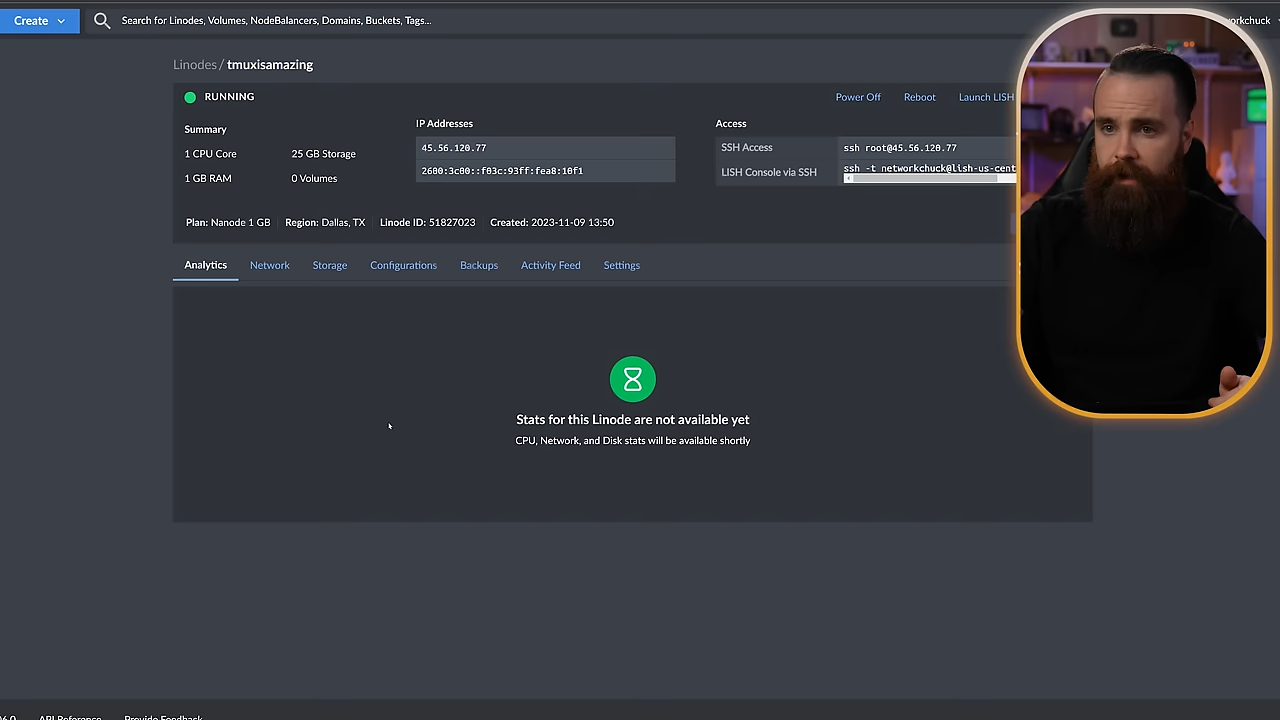 Create
Search for Linodes, Volumes, NodeBalancers, Domains, Buckets, Tags...
workchuck
Linodes / tmuxisamazing
RUNNING
Power Off Reboot Launch LISH
Summary
1 CPU Core 25 GB Storage
1 GB RAM 0 Volumes
IP Addresses
45.56.120.77
2600:3c00::f03c:93ff:fea8:10f1
Access
SSH Access ssh root@45.56.120.77
LISH Console via SSH ssh -t networkchuck@lish-us-cent
Plan: Nanode 1 GB Region: Dallas, TX Linode ID: 51827023 Created: 2023-11-09 13:50
Analytics Network Storage Configurations Backups Activity Feed Settings
Stats for this Linode are not available yet
CPU, Network, and Disk stats will be available shortly
API Reference Provide Feedback